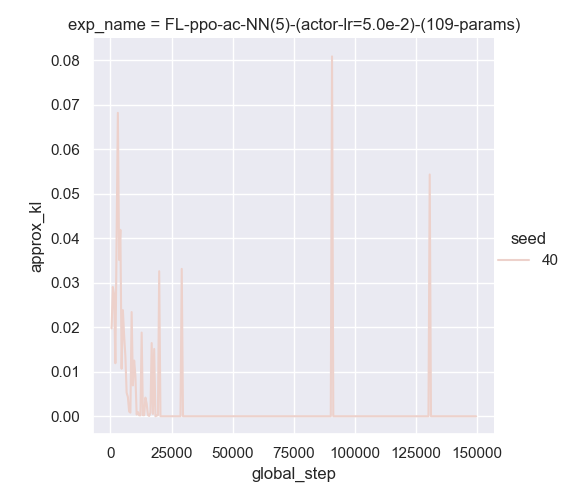 exp_name = FL-ppo-ac-NN(5)-(actor-lr=5.0e-2)-(109-params)
0.08
0.07
0.06
0.05
0.04
0.03
0.02
0.01
0.00
approx_kl
seed
40
0 25000 50000 75000 100000 125000 150000
global_step